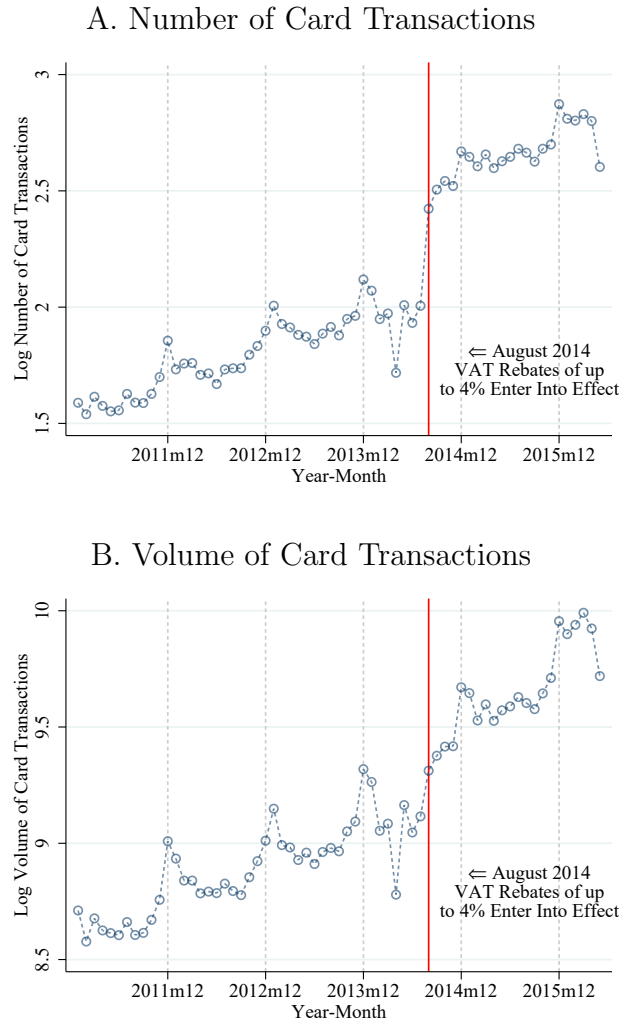 A. Number of Card Transactions
3
2.5
2
1.5
Log Number of Card Transactions
⇐ August 2014
VAT Rebates of up
to 4% Enter Into Effect
2011m12 2012m12 2013m12 2014m12 2015m12
Year-Month
B. Volume of Card Transactions
10
9.5
9
8.5
Log Volume of Card Transactions
⇐ August 2014
VAT Rebates of up
to 4% Enter Into Effect
2011m12 2012m12 2013m12 2014m12 2015m12
Year-Month